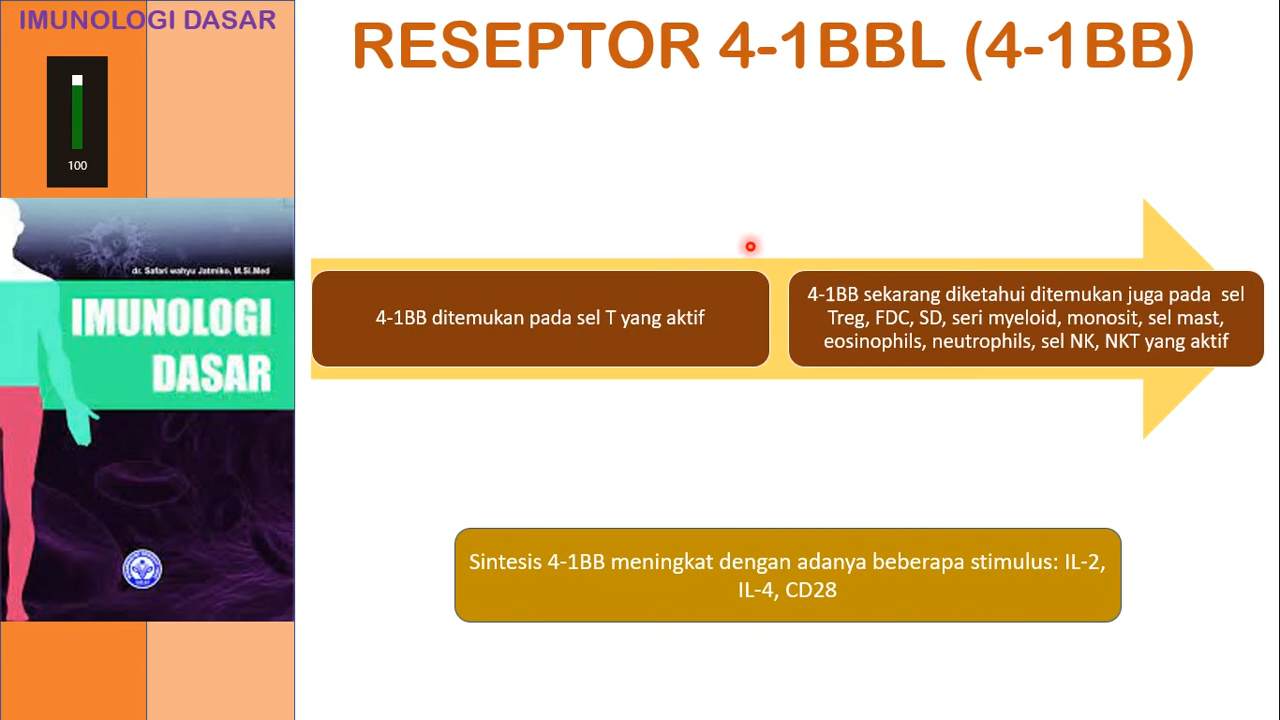 IMUNOLOGI DASAR
RESEPTOR 4-1BBL (4-1BB)
100
dr. Safari wahyu Jatmiko, M.Si.Med
IMUNOLOGI
DASAR
4-1BB ditemukan pada sel T yang aktif
4-1BB sekarang diketahui ditemukan juga pada sel
Treg, FDC, SD, seri myeloid, monosit, sel mast,
eosinophils, neutrophils, sel NK, NKT yang aktif
Sintesis 4-1BB meningkat dengan adanya beberapa stimulus: IL-2,
IL-4, CD28